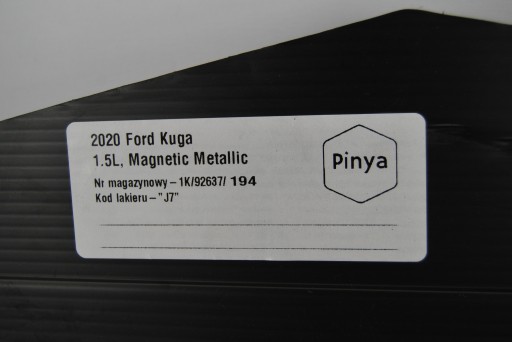 2020 Ford Kuga
1.5L, Magnetic Metallic
Nr magazynowy – 1K/92637/ 194
Kod lakieru – "J7"
Pinya